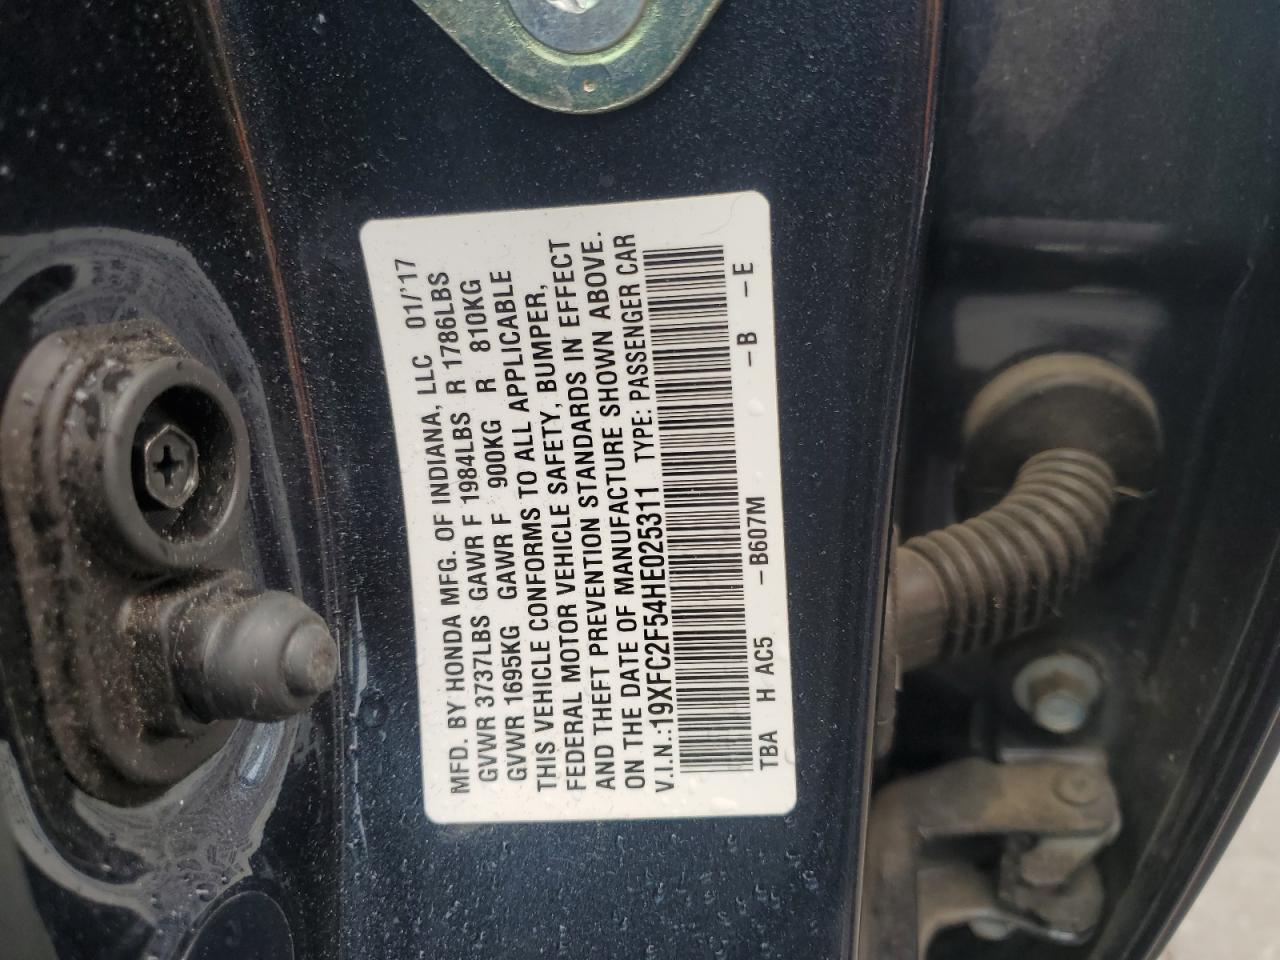 MFD. BY HONDA MFG. OF INDIANA, LLC 01/'17
GVWR 3737LBS GAWR F 1984LBS R 1786LBS
GVWR 1695KG GAWR F 900KG R 810KG
THIS VEHICLE CONFORMS TO ALL APPLICABLE
FEDERAL MOTOR VEHICLE SAFETY, BUMPER,
AND THEFT PREVENTION STANDARDS IN EFFECT
ON THE DATE OF MANUFACTURE SHOWN ABOVE.
V.I.N.:19XFC2F54HE025311 TYPE: PASSENGER CAR
TBA H AC5 -B607M -B -E